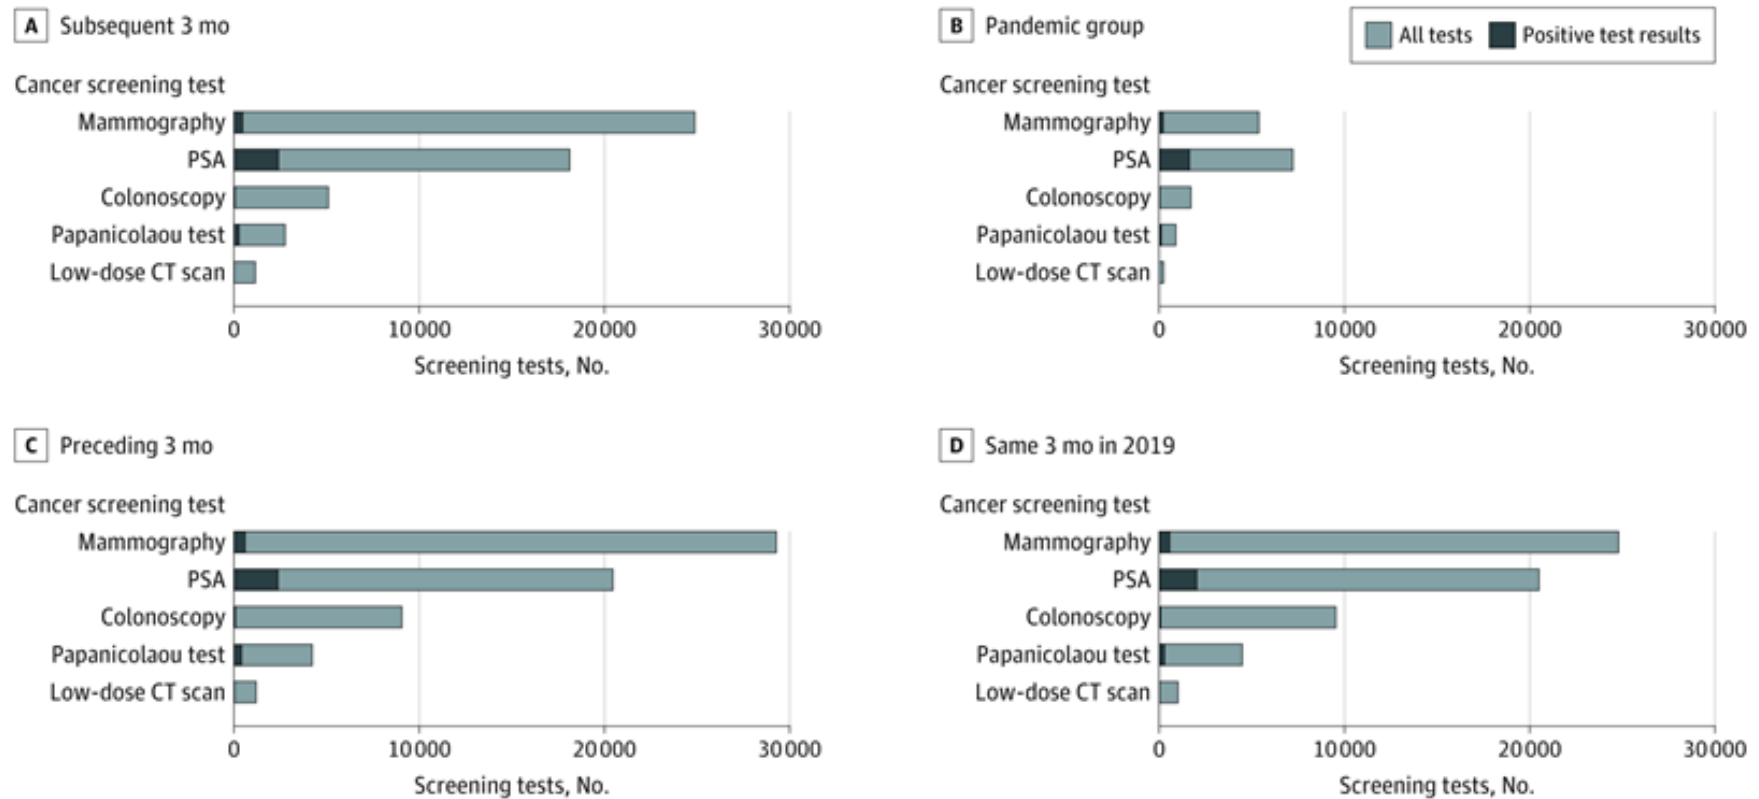 A Subsequent 3 mo
Cancer screening test
Mammography
PSA
Colonoscopy
Papanicolaou test
Low-dose CT scan
0 10000 20000 30000
Screening tests, No.
B Pandemic group
All tests Positive test results
Cancer screening test
Mammography
PSA
Colonoscopy
Papanicolaou test
Low-dose CT scan
0 10000 20000 30000
Screening tests, No.
C Preceding 3 mo
Cancer screening test
Mammography
PSA
Colonoscopy
Papanicolaou test
Low-dose CT scan
0 10000 20000 30000
Screening tests, No.
D Same 3 mo in 2019
Cancer screening test
Mammography
PSA
Colonoscopy
Papanicolaou test
Low-dose CT scan
0 10000 20000 30000
Screening tests, No.